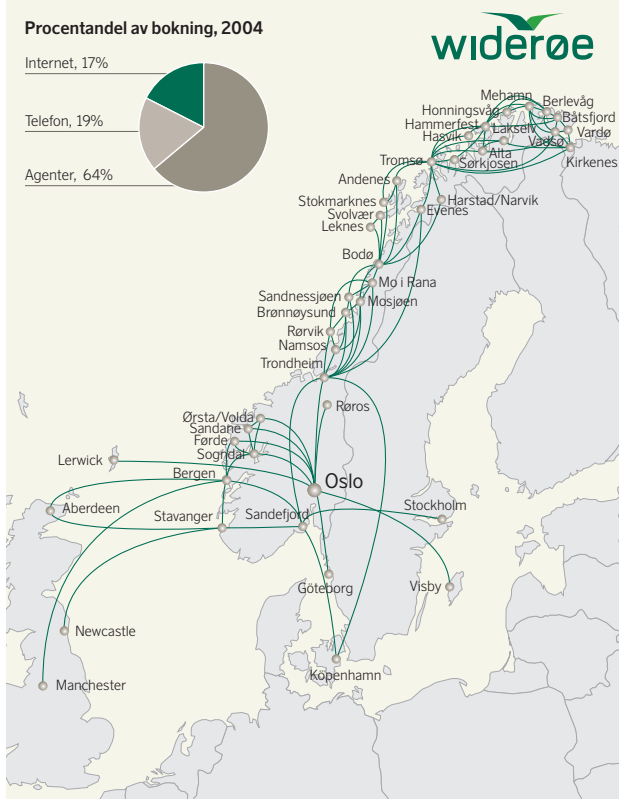 Procentandel av bokning, 2004
widerøe
Internet, 17%
Telefon, 19%
Agenter, 64%
Mehamn
Berlevåg
Honningsvåg
Båtsfjord
Hammerfest
Lakselv
Vardø
Hasvik
Vadsø
Alta
Tromsø
Sørkjosen
Kirkenes
Andenes
Stokmarknes
Harstad/Narvik
Svolvær
Evenes
Leknes
Bodø
Mo i Rana
Sandnessjøen
Mosjøen
Brønnøysund
Rørvik
Namsos
Trondheim
Røros
Ørsta/Volda
Sandane
Førde
Sogndal
Lerwick
Bergen
Oslo
Aberdeen
Stavanger
Sandefjord
Stockholm
Göteborg
Visby
Newcastle
Köpenhamn
Manchester